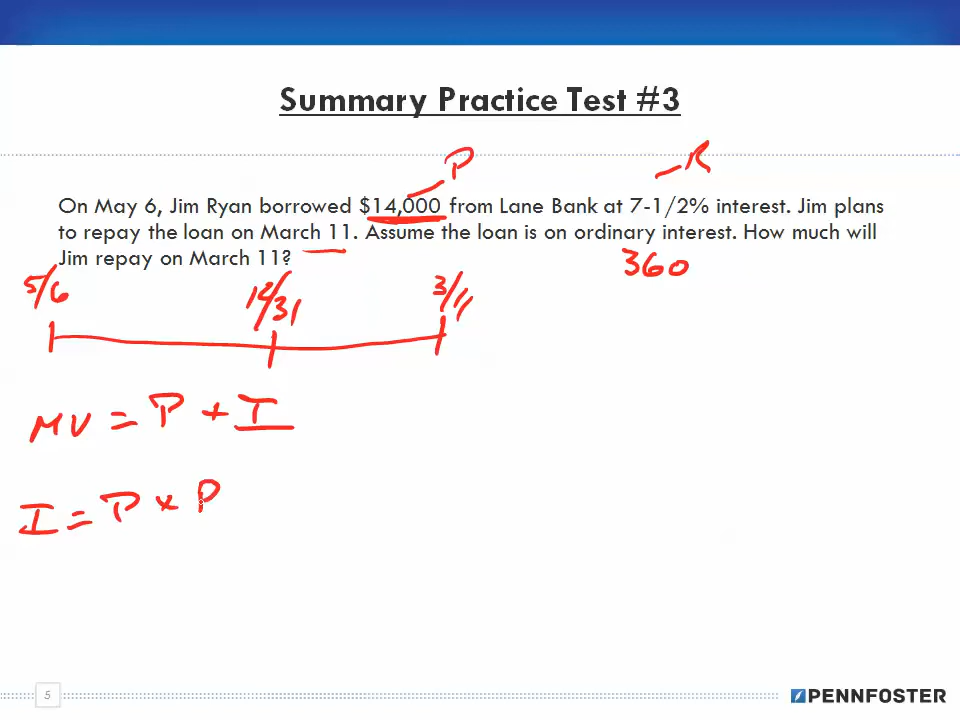 Summary Practice Test #3
P
R
On May 6, Jim Ryan borrowed $14,000 from Lane Bank at 7-1/2% interest. Jim plans
to repay the loan on March 11. Assume the loan is on ordinary interest. How much will
Jim repay on March 11?
360
5/6 12/31 3/11
MV = P + I
I = P x P
5
PENNFOSTER